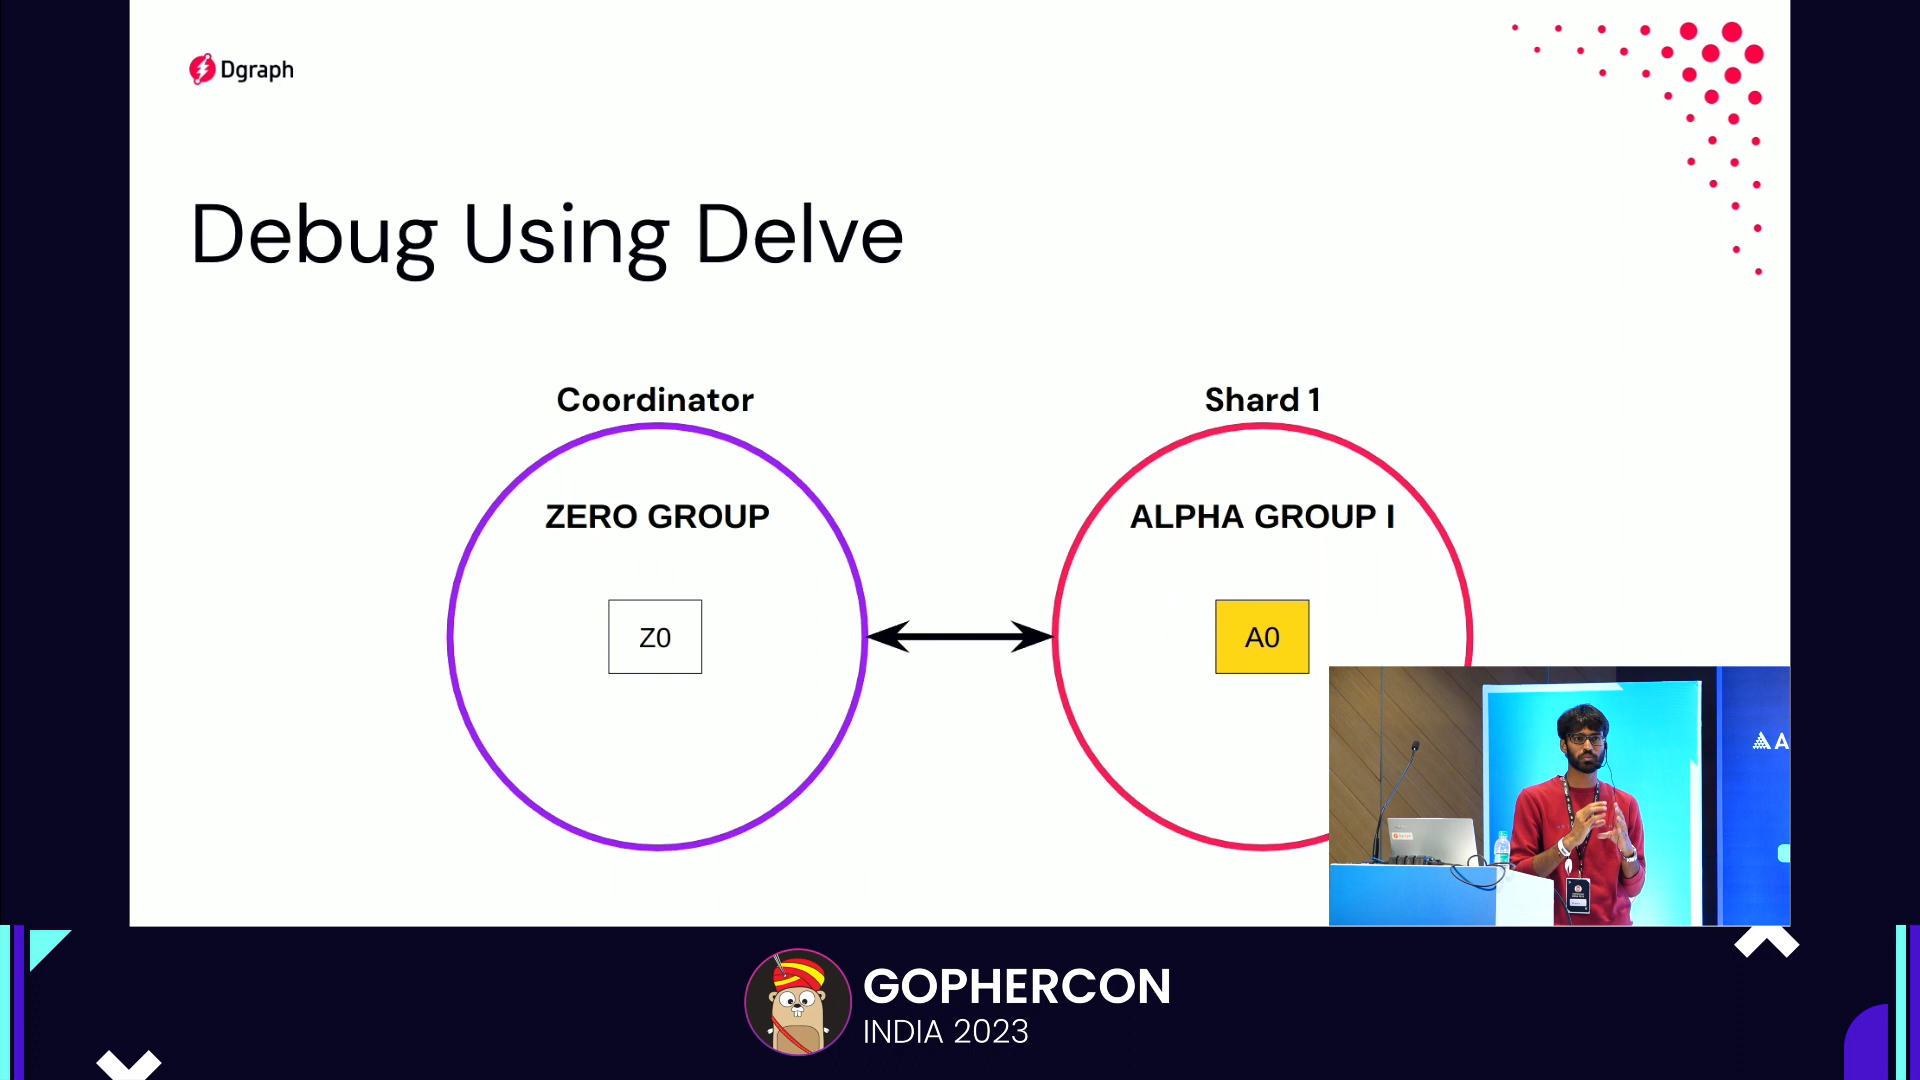 Dgraph
Debug Using Delve
Coordinator
Shard 1
ZERO GROUP
ALPHA GROUP I
Z0
A0
A
GOPHERCON
INDIA 2023